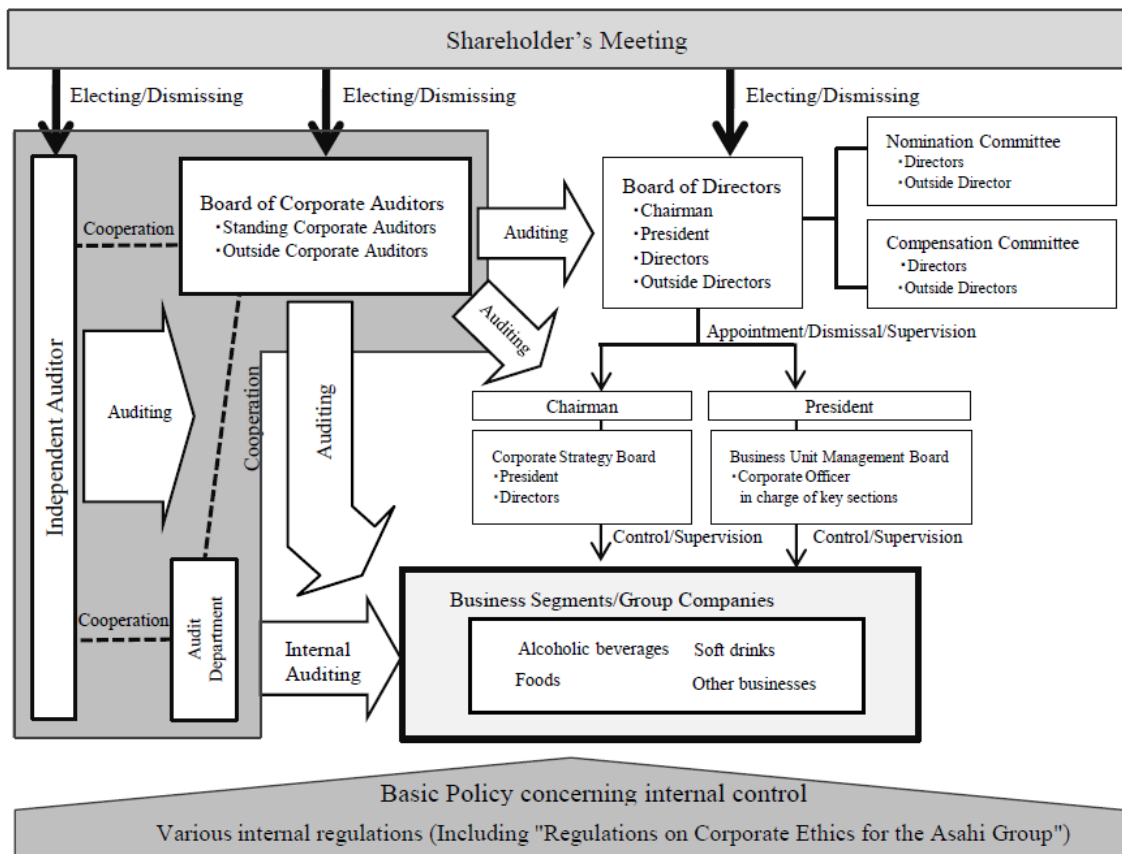 Shareholder’s Meeting
Electing/Dismissing
Electing/Dismissing
Electing/Dismissing
Independent Auditor
Cooperation
Board of Corporate Auditors
・Standing Corporate Auditors
・Outside Corporate Auditors
Auditing
Board of Directors
・Chairman
・President
・Directors
・Outside Directors
Nomination Committee
・Directors
・Outside Director
Compensation Committee
・Directors
・Outside Directors
Auditing
Appointment/Dismissal/Supervision
Auditing
Cooperation
Auditing
Chairman
President
Corporate Strategy Board
・President
・Directors
Business Unit Management Board
・Corporate Officer
in charge of key sections
Control/Supervision
Control/Supervision
Cooperation
Audit
Department
Internal
Auditing
Business Segments/Group Companies
Alcoholic beverages
Soft drinks
Foods
Other businesses
Basic Policy concerning internal control
Various internal regulations (Including "Regulations on Corporate Ethics for the Asahi Group")